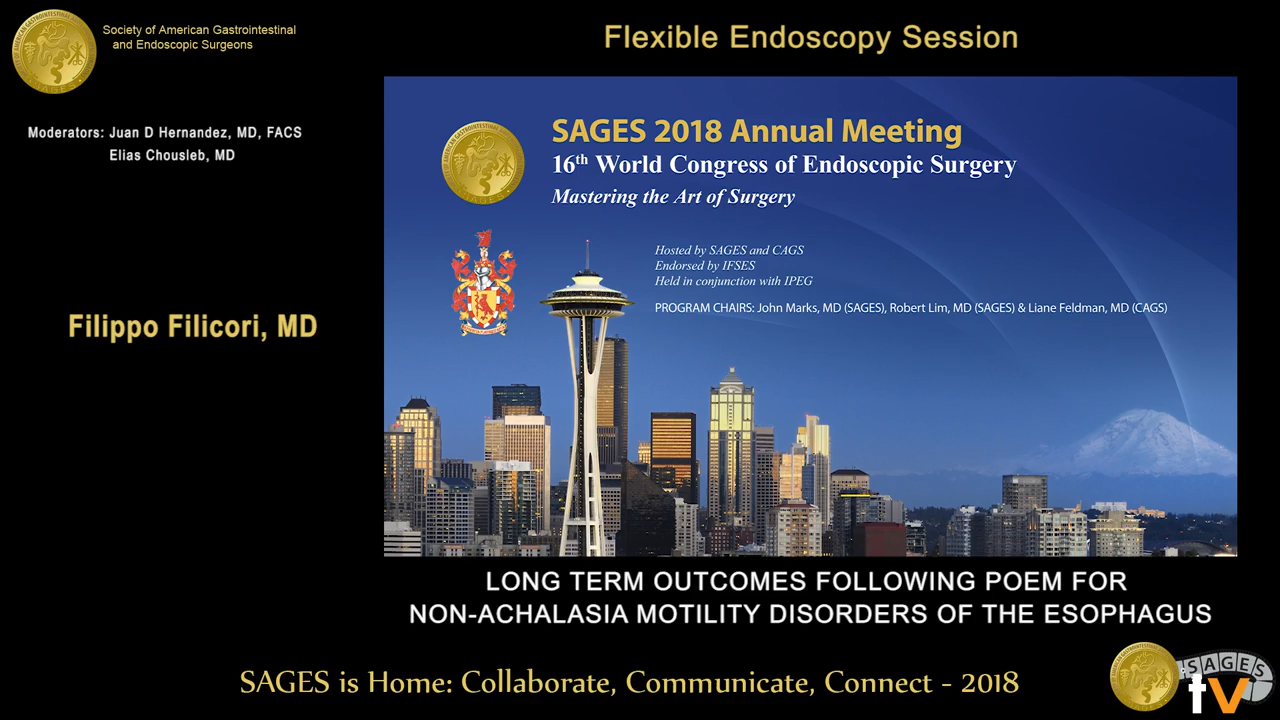 Society of American Gastrointestinal
and Endoscopic Surgeons
Flexible Endoscopy Session
Moderators: Juan D Hernandez, MD, FACS
Elias Chousleb, MD
Filippo Filicori, MD
SAGES 2018 Annual Meeting
16th World Congress of Endoscopic Surgery
Mastering the Art of Surgery
Hosted by SAGES and CAGS
Endorsed by IFSES
Held in conjunction with IPEG
PROGRAM CHAIRS: John Marks, MD (SAGES), Robert Lim, MD (SAGES) & Liane Feldman, MD (CAGS)
LONG TERM OUTCOMES FOLLOWING POEM FOR
NON-ACHALASIA MOTILITY DISORDERS OF THE ESOPHAGUS
SAGES is Home: Collaborate, Communicate, Connect - 2018
SAGES
tv